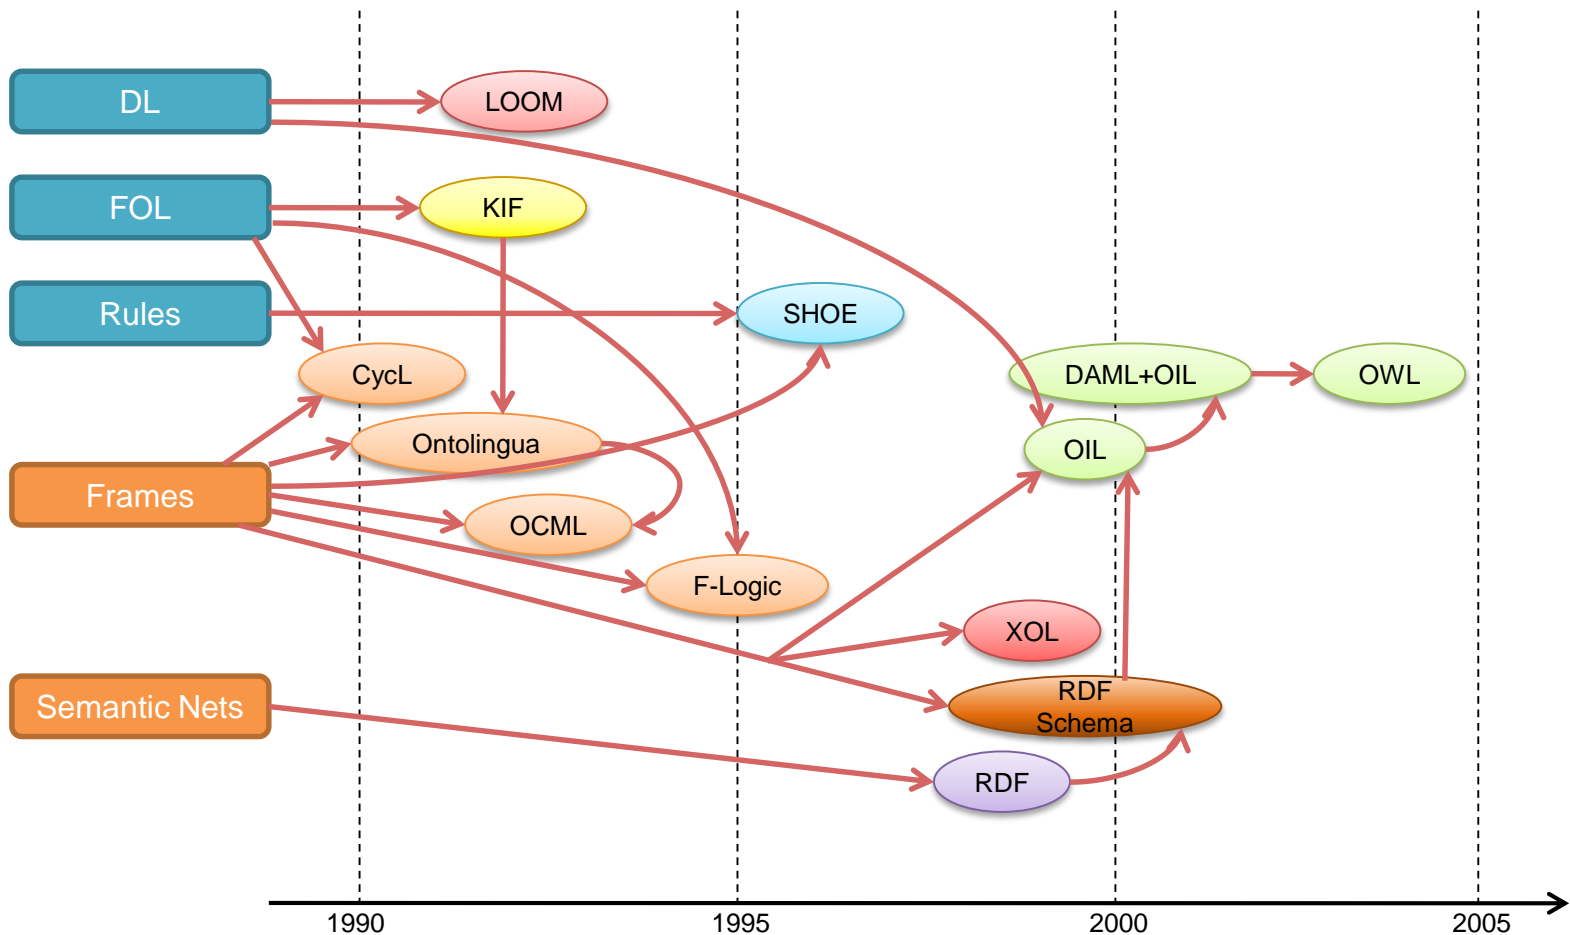 DL
LOOM
FOL
KIF
Rules
SHOE
CycL
DAML+OIL
OWL
Ontolingua
OIL
Frames
OCML
F-Logic
XOL
Semantic Nets
RDF
Schema
RDF
1990
1995
2000
2005